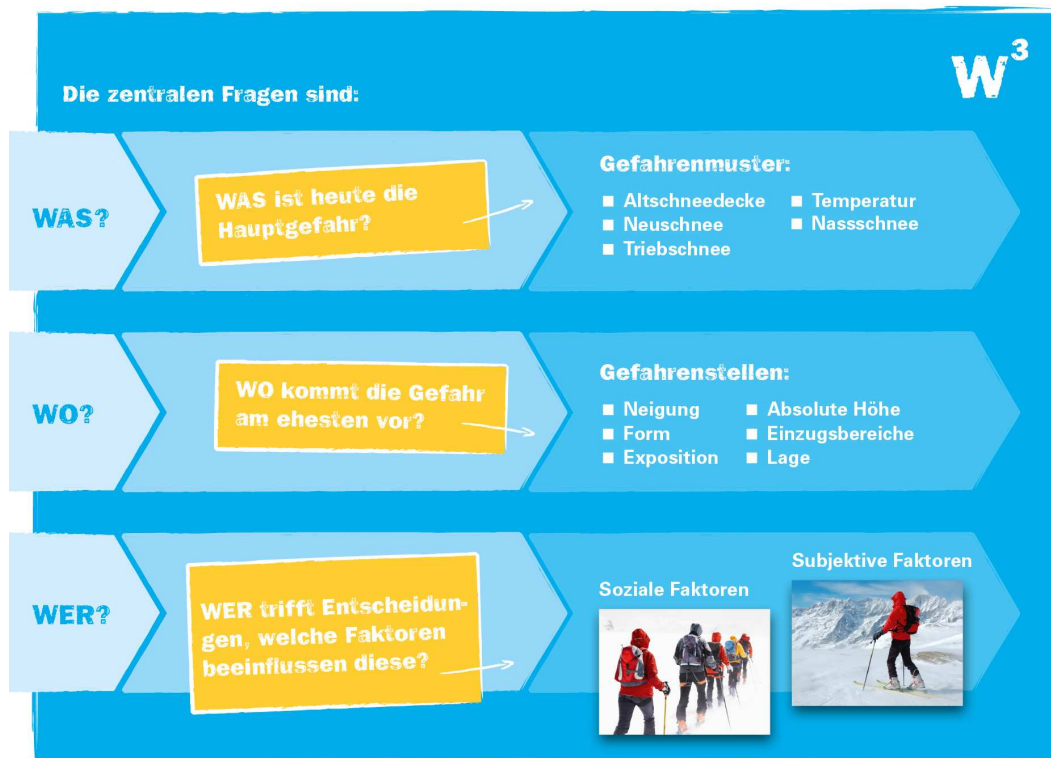 W³
Die zentralen Fragen sind:
WAS?
WAS ist heute die
Hauptgefahr?
Gefahrenmuster:
■ Altschneedecke
■ Neuschnee
■ Triebschnee
■ Temperatur
■ Nassschnee
WO?
WO kommt die Gefahr
am ehesten vor?
Gefahrenstellen:
■ Neigung
■ Form
■ Exposition
■ Absolute Höhe
■ Einzugsbereiche
■ Lage
WER?
WER trifft Entscheidun-
gen, welche Faktoren
beeinflussen diese?
Soziale Faktoren
Subjektive Faktoren